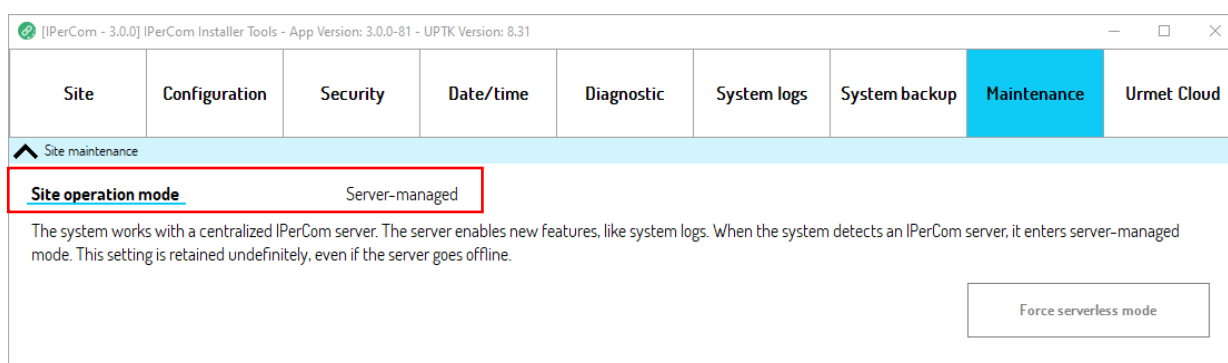 [IPerCom - 3.0.0] IPerCom Installer Tools - App Version: 3.0.0-81 - UPTK Version: 8.31
Site Configuration Security Date/time Diagnostic System logs System backup Maintenance Urmet Cloud
Site maintenance
Site operation mode Server-managed
The system works with a centralized IPerCom server. The server enables new features, like system logs. When the system detects an IPerCom server, it enters server-managed
mode. This setting is retained undefinitely, even if the server goes offline.
Force serverless mode